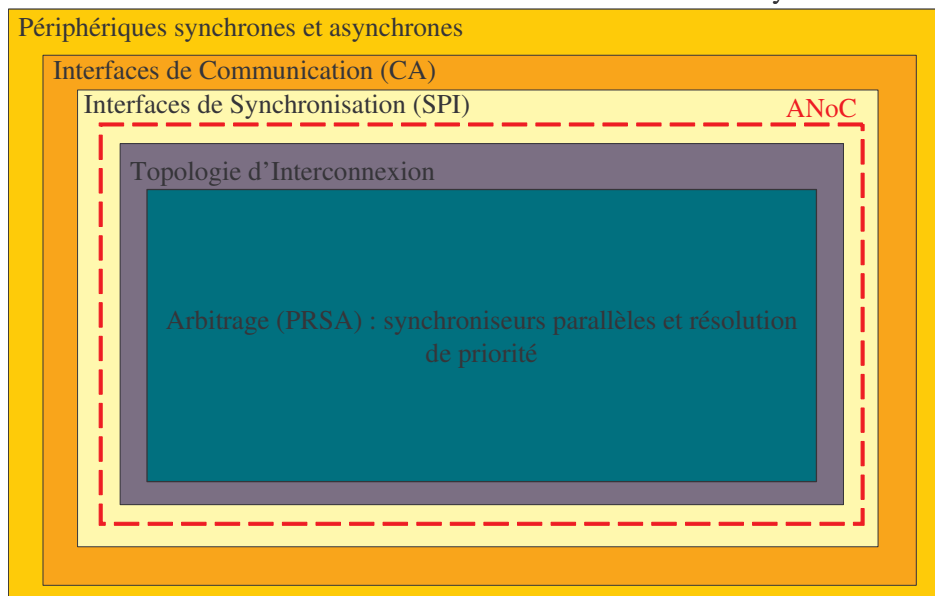 Périphériques synchrones et asynchrones
Interfaces de Communication (CA)
Interfaces de Synchronisation (SPI)
ANoC
Topologie d'Interconnexion
Arbitrage (PRSA) : synchroniseurs parallèles et résolution
de priorité